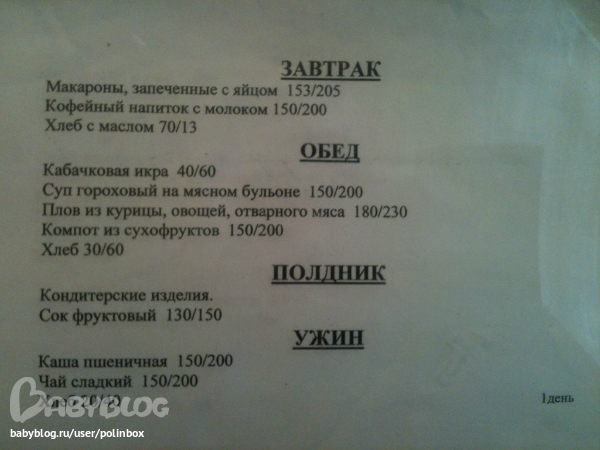 ЗАВТРАК
Макароны, запеченные с яйцом 153/205
Кофейный напиток с молоком 150/200
Хлеб с маслом 70/13
ОБЕД
Кабачковая икра 40/60
Суп гороховый на мясном бульоне 150/200
Плов из курицы, овощей, отварного мяса 180/230
Компот из сухофруктов 150/200
Хлеб 30/60
ПОЛДНИК
Кондитерские изделия.
Сок фруктовый 130/150
УЖИН
Каша пшеничная 150/200
Чай сладкий 150/200
Хлеб
1день
BABYBLOG
babyblog.ru/user/polinbox